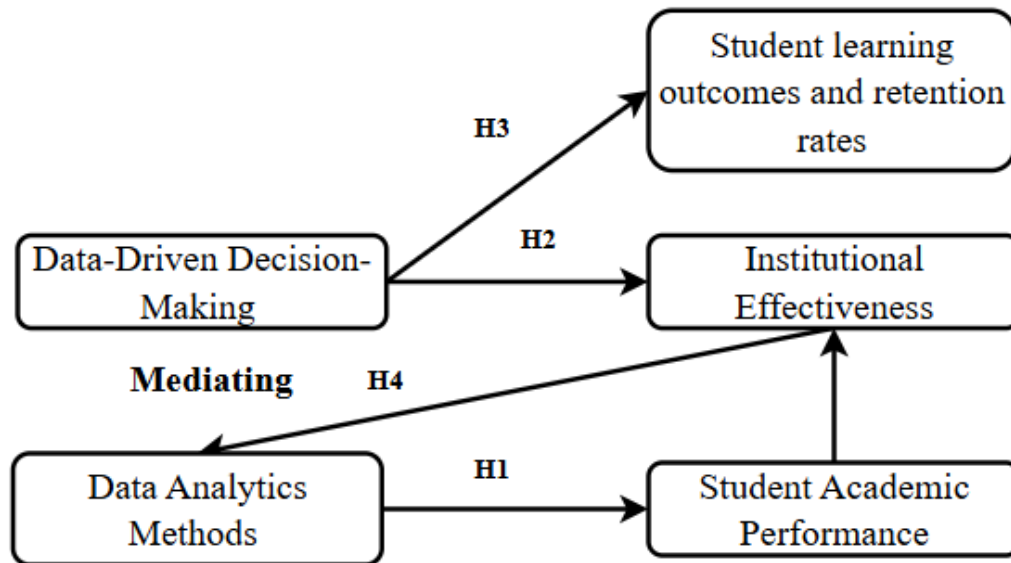 Student learning
outcomes and retention
rates
H3
H2
Data-Driven Decision-
Making
Institutional
Effectiveness
Mediating
H4
H1
Data Analytics
Methods
Student Academic
Performance